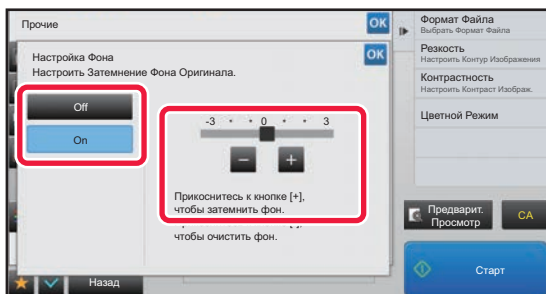 Прочие
OK
Настройка Фона
OK
Настроить Затемнение Фона Оригинала.
Off
On
-3 0 3
− +
Прикоснитесь к кнопке [+],
чтобы затемнить фон.
чтобы очистить фон.
Назад
Формат Файла
Выбрать Формат Файла
Резкость
Настроить Контур Изображения
Контрастность
Настроить Контраст Изображ.
Цветной Режим
Предварит.
Просмотр
CA
Старт